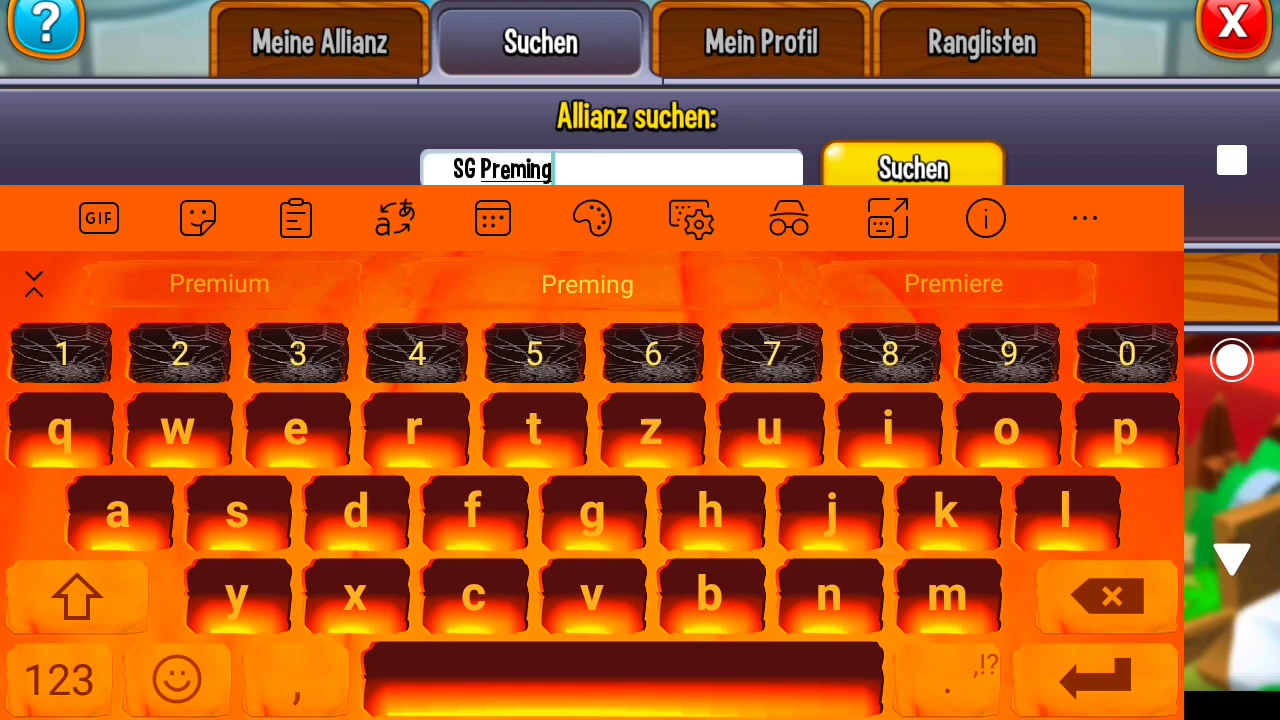 ?
Meine Allianz
Suchen
Mein Profil
Ranglisten
X
Allianz suchen:
SG Preming
Suchen
GIF
a あ
i
...
Premium
Preming
Premiere
1 2 3 4 5 6 7 8 9 0
q w e r t z u i o p
a s d f g h j k l
y x c v b n m
123 , . ,!?